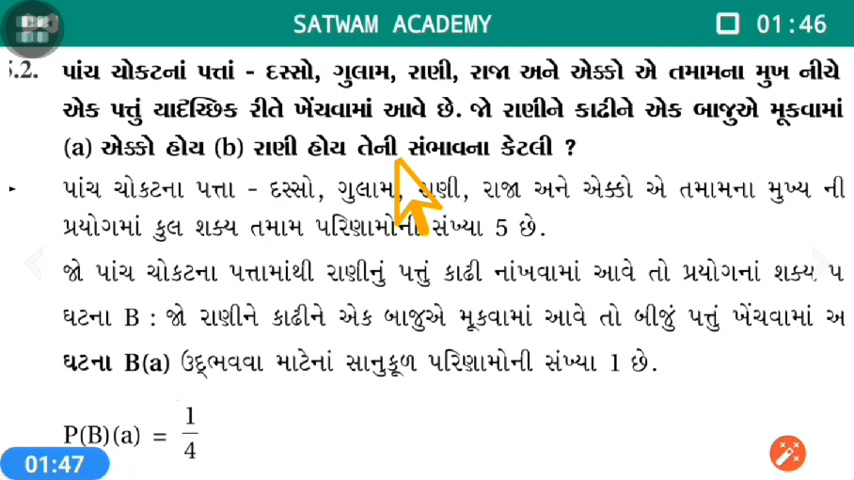 SATWAM ACADEMY
01:46
5.2. પાંચ ચોકટનાં પત્તાં - દસ્સો, ગુલામ, રાણી, રાજા અને એક્કો એ તમામના મુખ નીચે
એક પત્તું યાદૃચ્છિક રીતે ખેંચવામાં આવે છે. જો રાણીને કાઢીને એક બાજુએ મૂકવામાં
(a) એક્કો હોય (b) રાણી હોય તેની સંભાવના કેટલી ?
પાંચ ચોકટના પત્તા - દસ્સો, ગુલામ, રાણી, રાજા અને એક્કો એ તમામના મુખ્ય ની
પ્રયોગમાં કુલ શક્ય તમામ પરિણામોની સંખ્યા 5 છે.
જો પાંચ ચોકટના પત્તામાંથી રાણીનું પત્તું કાઢી નાંખવામાં આવે તો પ્રયોગનાં શક્ય પ
ઘટના B : જો રાણીને કાઢીને એક બાજુએ મૂકવામાં આવે તો બીજું પત્તું ખેંચવામાં અ
ઘટના B(a) ઉદ્‌ભવવા માટેનાં સાનુકૂળ પરિણામોની સંખ્યા 1 છે.
P(B)(a) = 1/4
01:47